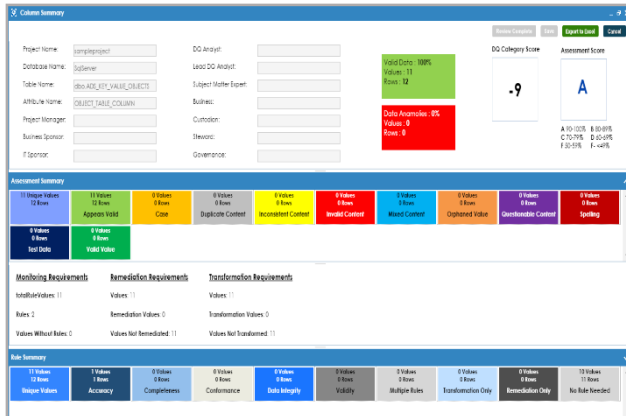 Column Summary
Review Complete Save Export to Excel Cancel
Project Name: sampleproject
Database Name: SqlServer
Table Name: dbo.ADS_KEY_VALUE_OBJECTS
Attribute Name: OBJECT_TABLE_COLUMN
Project Manager:
Business Sponsor:
IT Sponsor:
DQ Analyst:
Lead DQ Analyst:
Subject Matter Expert:
Business:
Custodian:
Steward:
Governance:
Valid Data : 100%
Values : 11
Rows : 12
Data Anamolies : 0%
Values : 0
Rows : 0
DQ Category Score
-9
Assessment Score
A
A 90-100% B 80-89%
C 70-79% D 60-69%
E 50-59% F- <49%
Assessment Summary
11 Unique Values
12 Rows
11 Values
12 Rows
Appears Valid
0 Values
0 Rows
Case
0 Values
0 Rows
Duplicate Content
0 Values
0 Rows
Inconsistent Content
0 Values
0 Rows
Invalid Content
0 Values
0 Rows
Mixed Content
0 Values
0 Rows
Orphaned Value
0 Values
0 Rows
Questionable Content
0 Values
0 Rows
Spelling
0 Values
0 Rows
Test Data
0 Values
0 Rows
Valid Value
Monitoring Requirements
totalRuleValues: 11
Rules: 2
Values Without Rules: 0
Remediation Requirements
Values: 11
Remediation Values: 0
Values Not Remediated: 11
Transformation Requirements
Values: 11
Transformation Values: 0
Values Not Transformed: 11
Rule Summary
11 Values
12 Rows
Unique Values
1 Values
1 Rows
Accuracy
0 Values
0 Rows
Completeness
0 Values
0 Rows
Conformance
0 Values
0 Rows
Data Integrity
0 Values
0 Rows
Validity
0 Values
0 Rows
Multiple Rules
0 Values
0 Rows
Transformation Only
0 Values
0 Rows
Remediation Only
10 Values
11 Rows
No Rule Needed